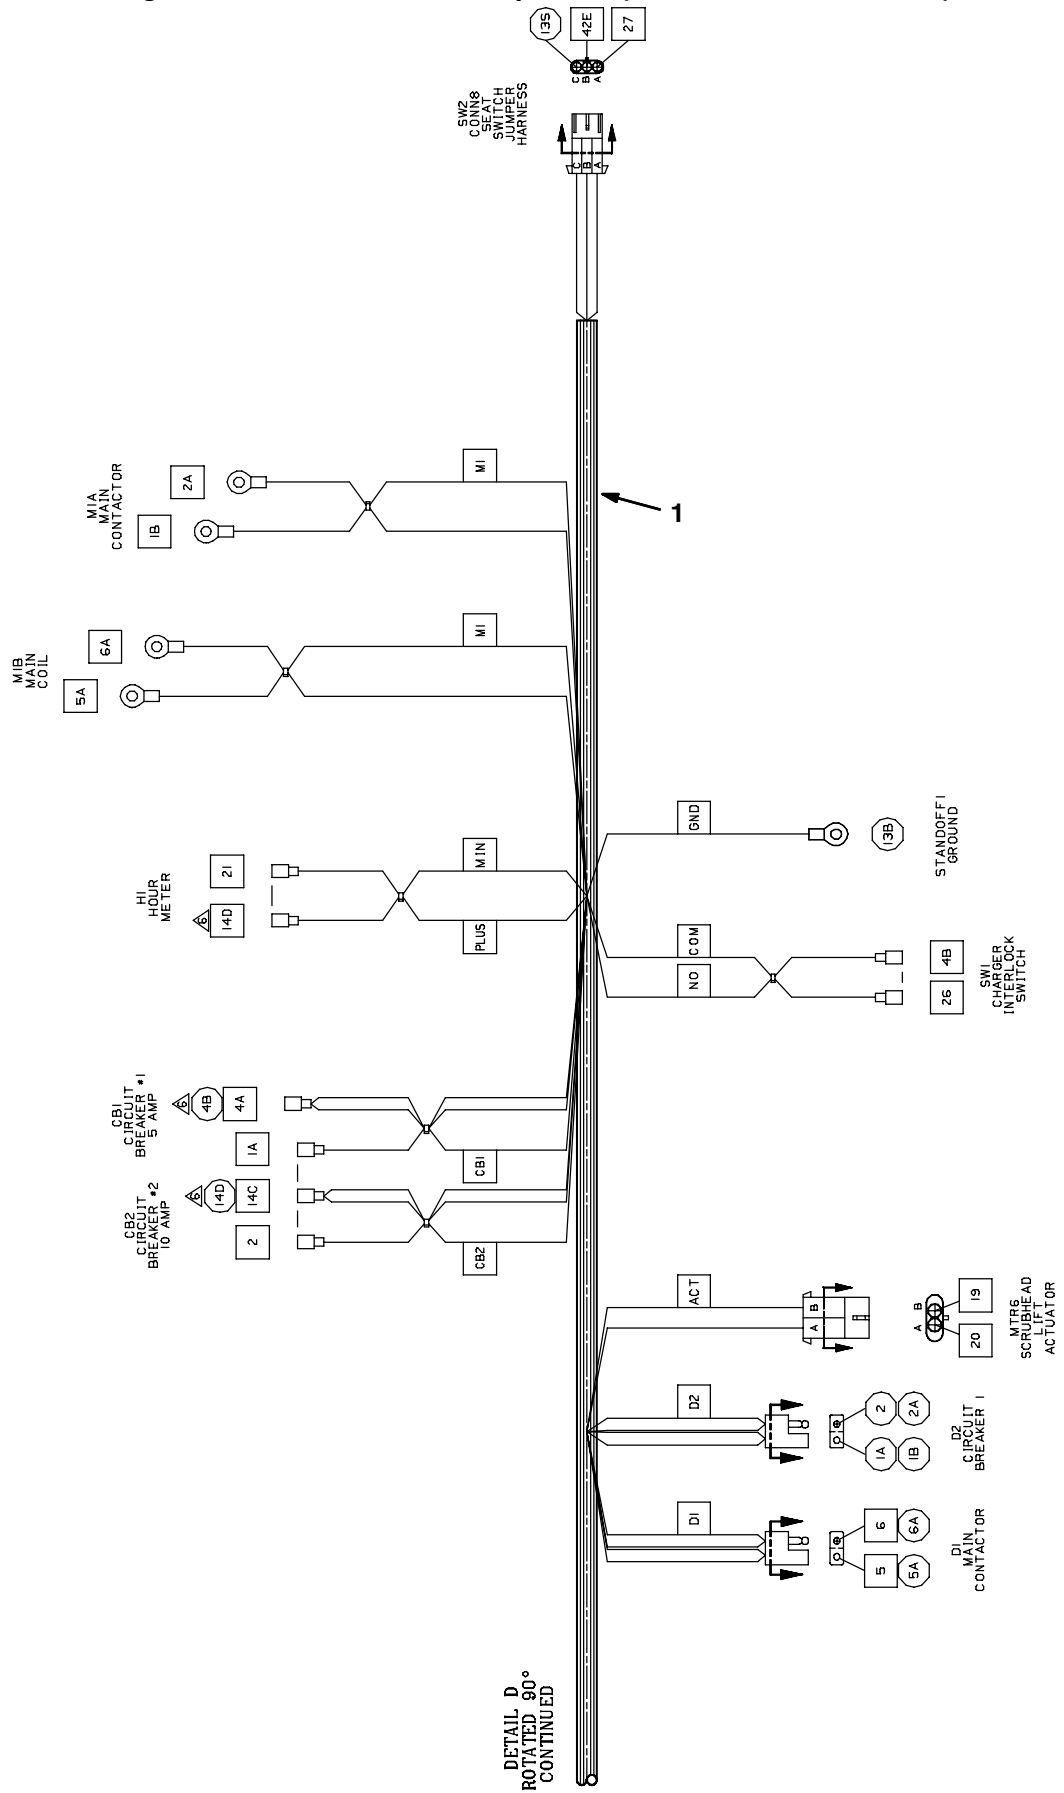 13S
42E
27
C
B
A
SW2
CONN8
SEAT
SWITCH
JUMPER
HARNESS
C
B
A
M1A
MAIN
CONTACTOR
2A
1B
M1
1
M1B
MAIN
COIL
6A
5A
M1
H1
HOUR
METER
21
6
14D
MIN
PLUS
GND
13B
STANDOFF1
GROUND
COM
NO
4B
26
SW1
CHARGER
INTERLOCK
SWITCH
CB1
CIRCUIT
BREAKER #1
5 AMP
6
4B
4A
1A
CB1
CB2
CIRCUIT
BREAKER #2
10 AMP
6
14D
14C
2
CB2
ACT
B
A
B
A
19
20
MTR6
SCRUBHEAD
LIFT
ACTUATOR
D2
2
2A
1A
1B
D2
CIRCUIT
BREAKER 1
D1
6
6A
5
5A
D1
MAIN
CONTACTOR
DETAIL D
ROTATED 90°
CONTINUED